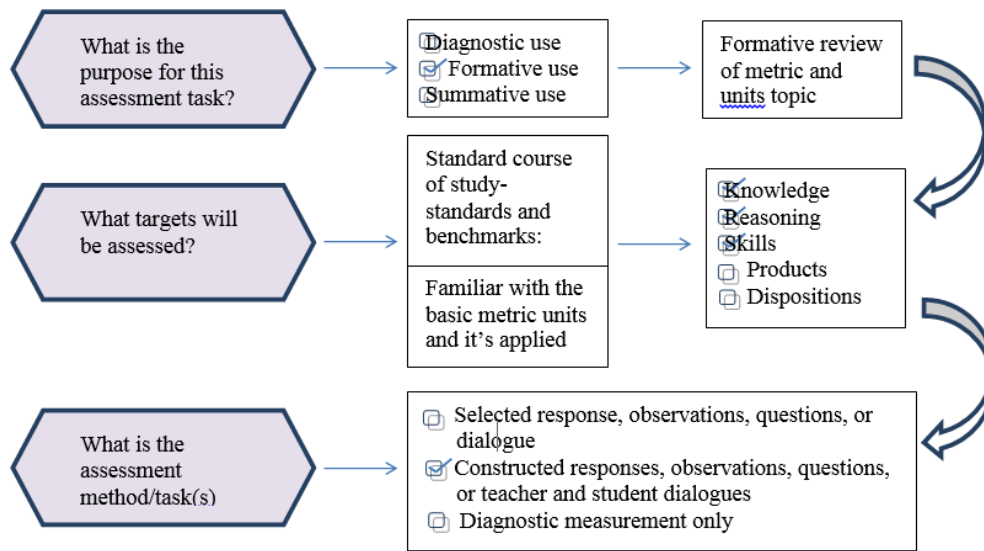 What is the
purpose for this
assessment task?
Diagnostic use
Formative use
Summative use
Formative review
of metric and
units topic
What targets will
be assessed?
Standard course
of study-
standards and
benchmarks:
Familiar with the
basic metric units
and it's applied
Knowledge
Reasoning
Skills
Products
Dispositions
What is the
assessment
method/task(s)
Selected response, observations, questions, or
dialogue
Constructed responses, observations, questions,
or teacher and student dialogues
Diagnostic measurement only